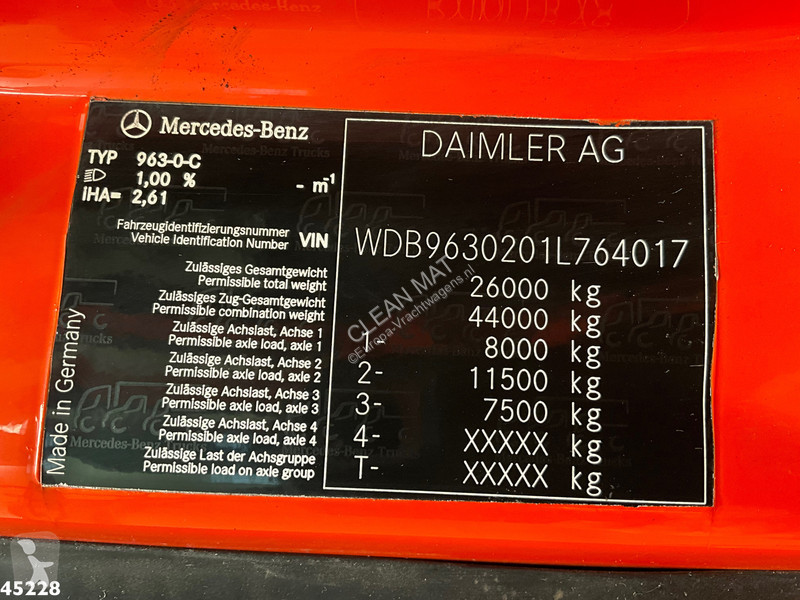 DAIMLER AG
Mercedes-Benz
TYP 963-0-C
1,00 % - m⁻¹
IHA= 2,61
Fahrzeugidentifizierungsnummer
Vehicle Identification Number VIN WDB9630201L764017
Zulässiges Gesamtgewicht
Permissible total weight 26000 kg
Zulässiges Zug-Gesamtgewicht
Permissible combination weight 44000 kg
Zulässige Achslast, Achse 1
Permissible axle load, axle 1 1- 8000 kg
Zulässige Achslast, Achse 2
Permissible axle load, axle 2 2- 11500 kg
Zulässige Achslast, Achse 3
Permissible axle load, axle 3 3- 7500 kg
Zulässige Achslast, Achse 4
Permissible axle load, axle 4 4- XXXXX kg
Zulässige Last der Achsgruppe
Permissible load on axle group T- XXXXX kg
Made in Germany
CLEAN MAT
©Europa-Vrachtwagens.nl
Mercedes-Benz Trucks
45228